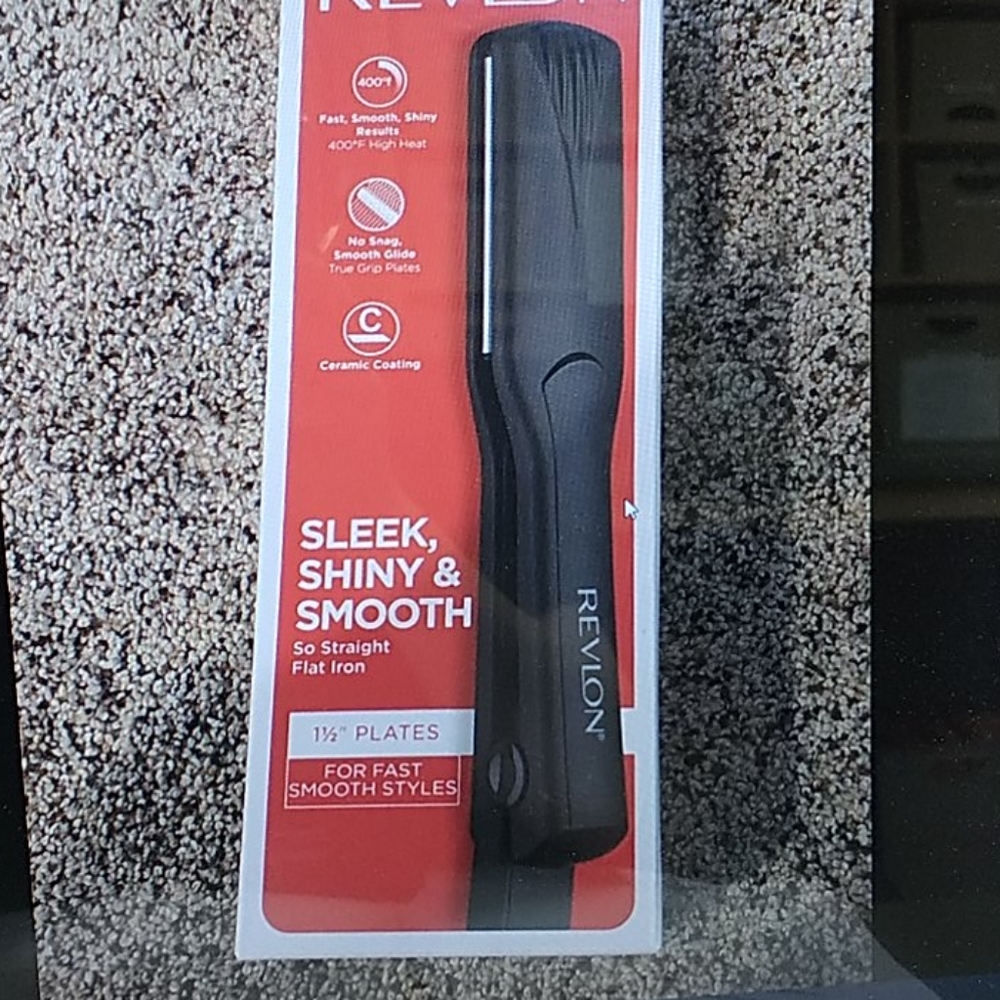 REVLON
400°F
Fast, Smooth, Shiny
Results
400°F High Heat
No Snag,
Smooth Glide
True Grip Plates
C
Ceramic Coating
SLEEK,
SHINY &
SMOOTH
So Straight
Flat Iron
1½" PLATES
FOR FAST
SMOOTH STYLES
REVLON®